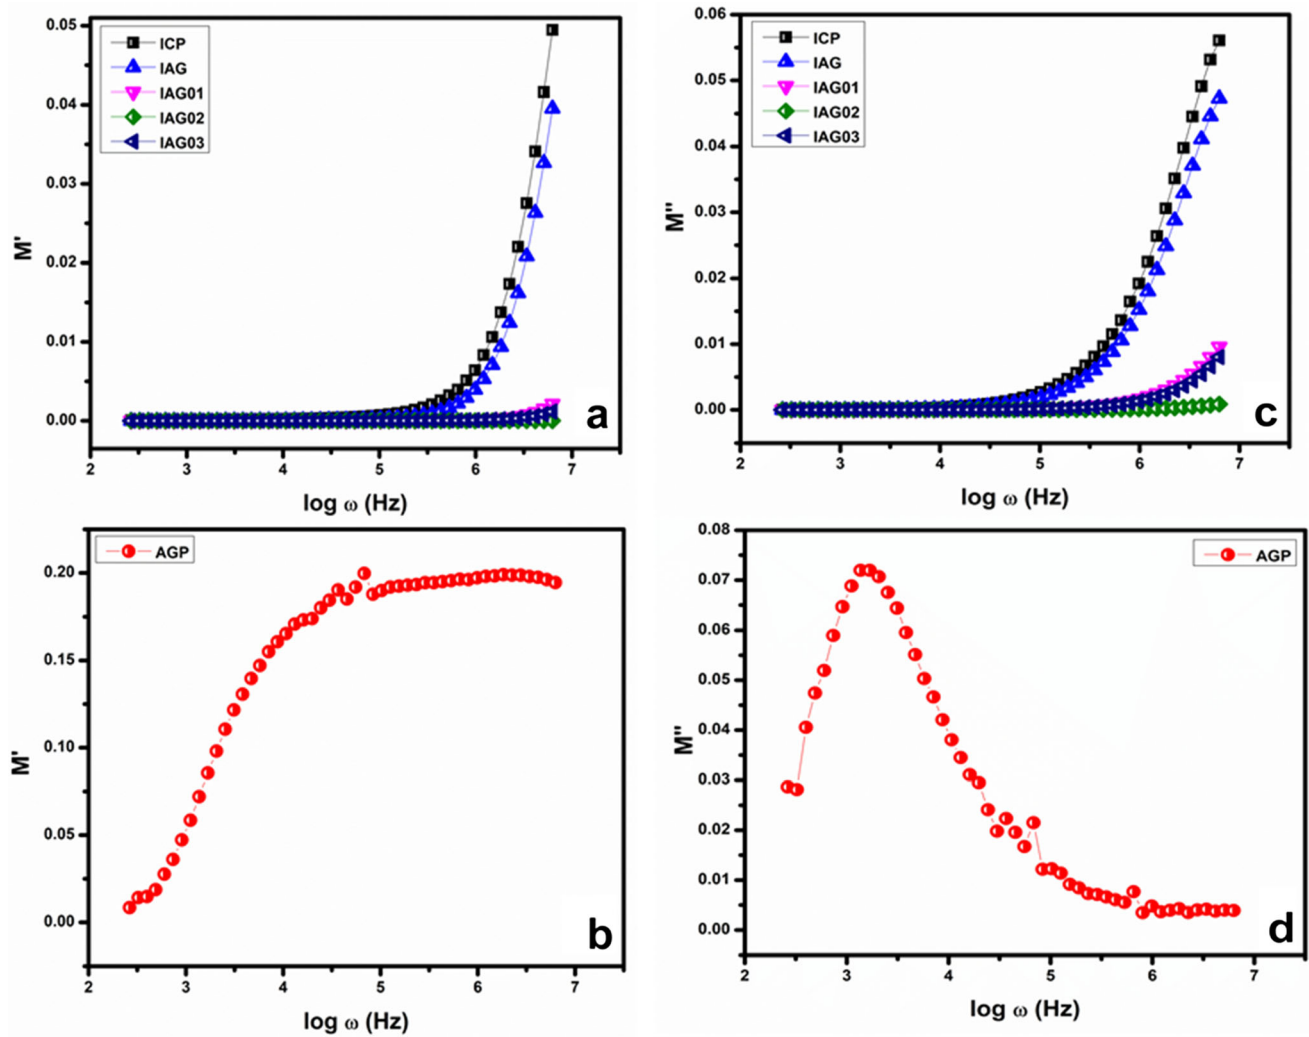 0.05
0.04
0.03
0.02
0.01
0.00
M'
ICP
IAG
IAG01
IAG02
IAG03
a
2 3 4 5 6 7
log ω (Hz)
0.06
0.05
0.04
0.03
0.02
0.01
0.00
M"
ICP
IAG
IAG01
IAG02
IAG03
c
2 3 4 5 6 7
log ω (Hz)
0.20
0.15
0.10
0.05
0.00
M'
AGP
b
2 3 4 5 6 7
log ω (Hz)
0.08
0.07
0.06
0.05
0.04
0.03
0.02
0.01
0.00
M"
AGP
d
2 3 4 5 6 7
log ω (Hz)